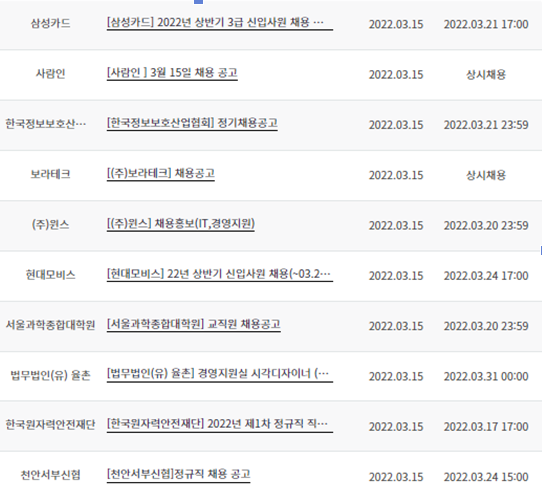 삼성카드 [삼성카드] 2022년 상반기 3급 신입사원 채용 ··· 2022.03.15 2022.03.21 17:00
사람인 [사람인 ] 3월 15일 채용 공고 2022.03.15 상시채용
한국정보보호산··· [한국정보보호산업협회] 정기채용공고 2022.03.15 2022.03.21 23:59
보라테크 [(주)보라테크] 채용공고 2022.03.15 상시채용
(주)윈스 [(주)윈스] 채용홍보(IT,경영지원) 2022.03.15 2022.03.20 23:59
현대모비스 [현대모비스] 22년 상반기 신입사원 채용(~03.2··· 2022.03.15 2022.03.24 17:00
서울과학종합대학원 [서울과학종합대학원] 교직원 채용공고 2022.03.15 2022.03.20 23:59
법무법인(유) 율촌 [법무법인(유) 율촌] 경영지원실 시각디자이너 (··· 2022.03.15 2022.03.31 00:00
한국원자력안전재단 [한국원자력안전재단] 2022년 제1차 정규직 직··· 2022.03.15 2022.03.17 17:00
천안서부신협 [천안서부신협]정규직 채용 공고 2022.03.15 2022.03.24 15:00